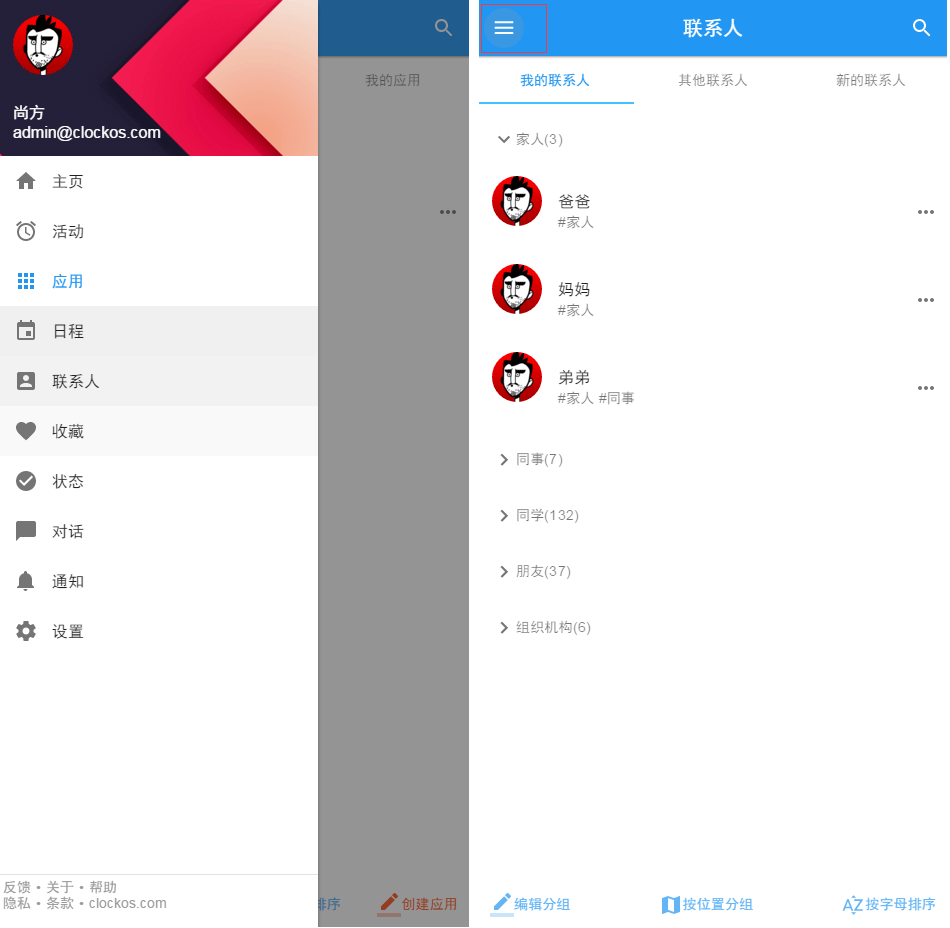 尚方
admin@clockos.com
主页
活动
应用
日程
联系人
收藏
状态
对话
通知
设置
反馈 • 关于 • 帮助
隐私 • 条款 • clockos.com
我的应用
排序
创建应用
联系人
我的联系人 其他联系人 新的联系人
家人(3)
爸爸
#家人
妈妈
#家人
弟弟
#家人 #同事
同事(7)
同学(132)
朋友(37)
组织机构(6)
编辑分组 按位置分组 AZ按字母排序